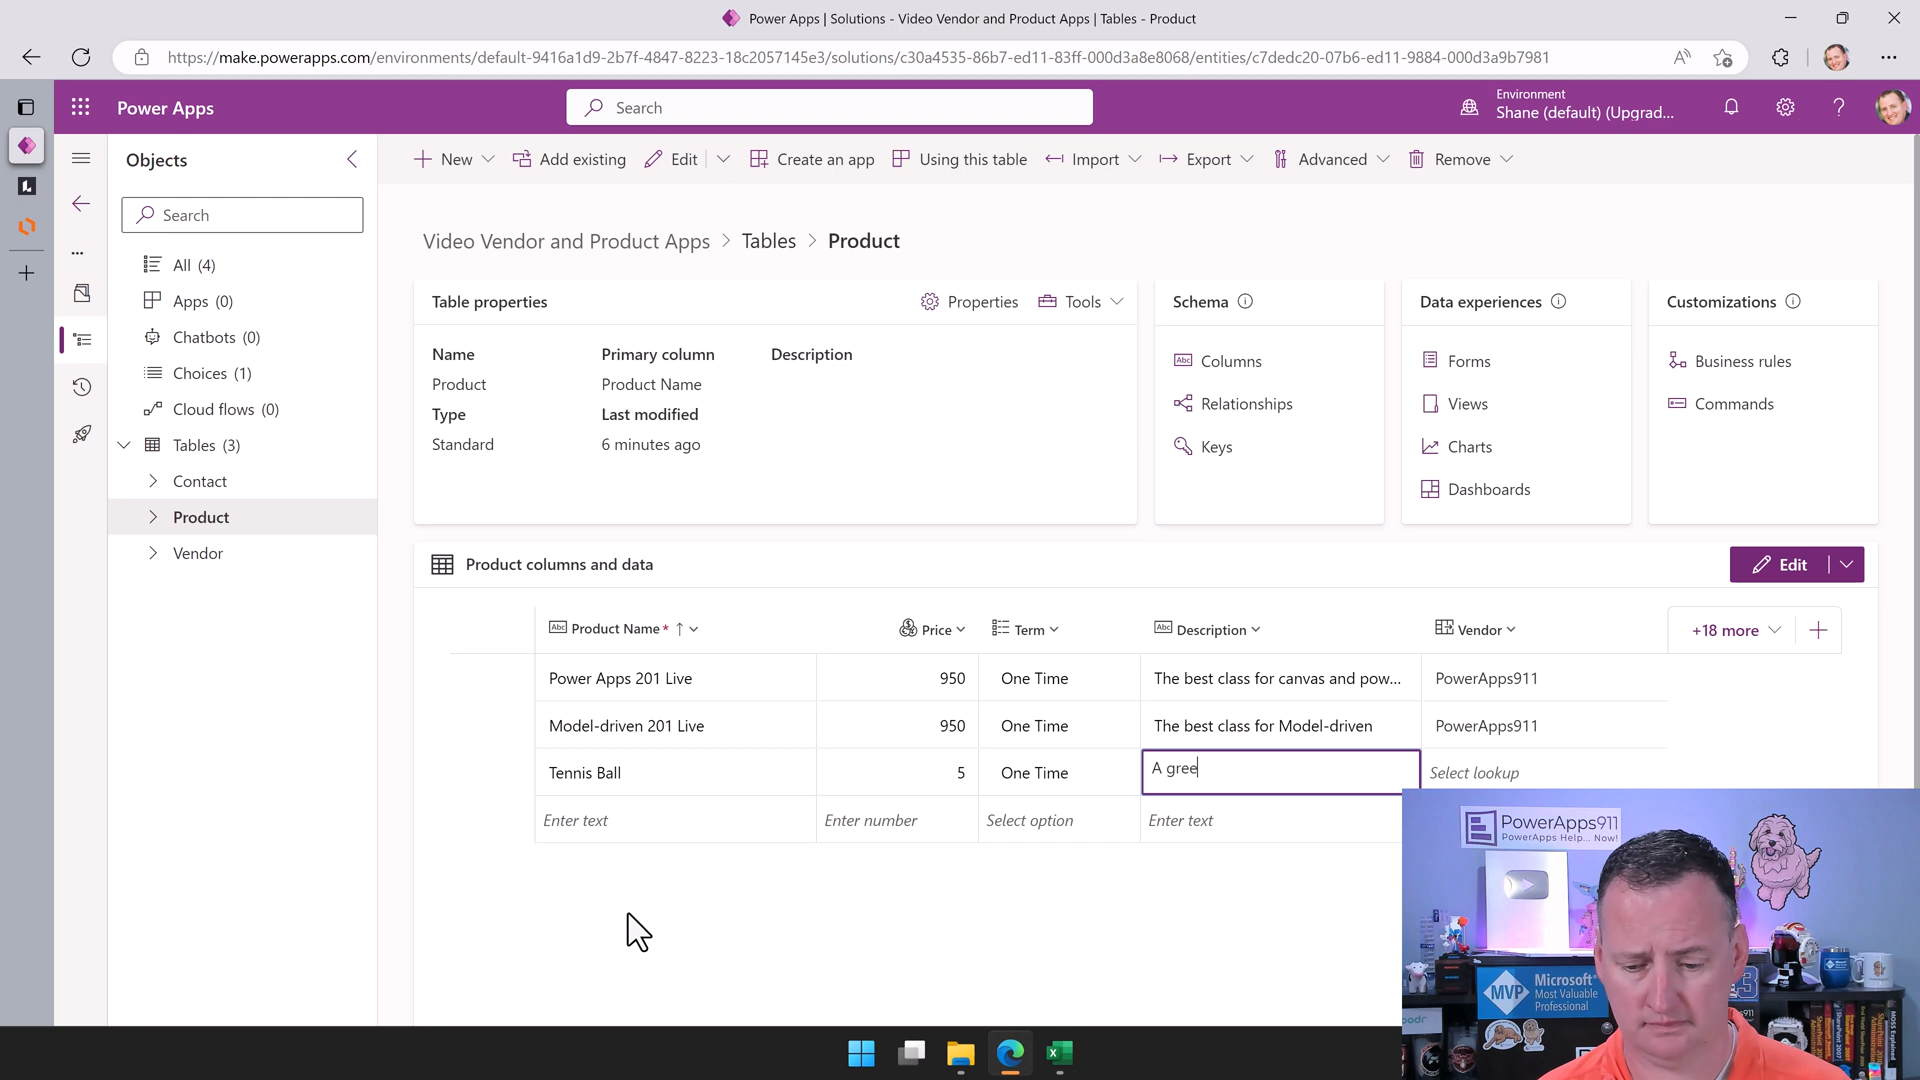 Power Apps | Solutions - Video Vendor and Product Apps | Tables - Product
https://make.powerapps.com/environments/default-9416a1d9-2b7f-4847-8223-18c2057145e3/solutions/c30a4535-86b7-ed11-83ff-000d3a8e8068/entities/c7dedc20-07b6-ed11-9884-000d3a9b7981
Power Apps
Search
Environment
Shane (default) (Upgrad...
Objects
New
Add existing
Edit
Create an app
Using this table
Import
Export
Advanced
Remove
Search
All (4)
Apps (0)
Chatbots (0)
Choices (1)
Cloud flows (0)
Tables (3)
Contact
Product
Vendor
Video Vendor and Product Apps > Tables > Product
Table properties
Properties
Tools
Name
Primary column
Description
Product
Product Name
Type
Last modified
Standard
6 minutes ago
Schema
Columns
Relationships
Keys
Data experiences
Forms
Views
Charts
Dashboards
Customizations
Business rules
Commands
Product columns and data
Edit
Product Name * ↑ Price Term Description Vendor +18 more
Power Apps 201 Live 950 One Time The best class for canvas and pow... PowerApps911
Model-driven 201 Live 950 One Time The best class for Model-driven PowerApps911
Tennis Ball 5 One Time A gree Select lookup
Enter text Enter number Select option Enter text
PowerApps911
PowerApps Help... Now!
MVP
Microsoft®
Most Valuable
Professional